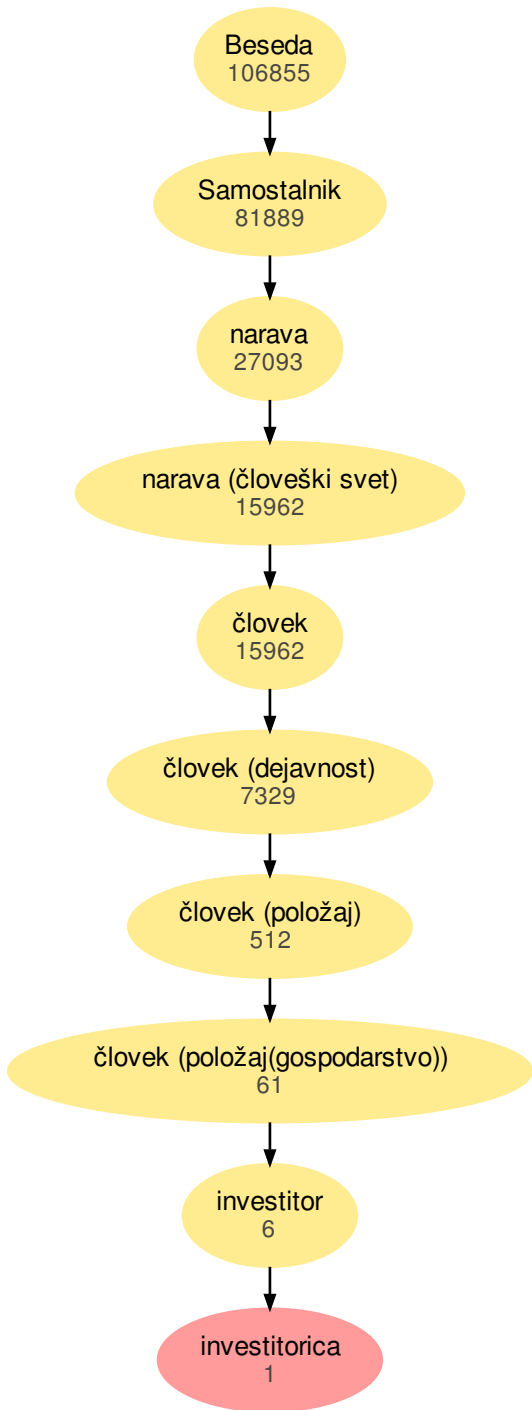 Beseda
106855
Samostalnik
81889
narava
27093
narava (človeški svet)
15962
človek
15962
človek (dejavnost)
7329
človek (položaj)
512
človek (položaj(gospodarstvo))
61
investitor
6
investitorica
1